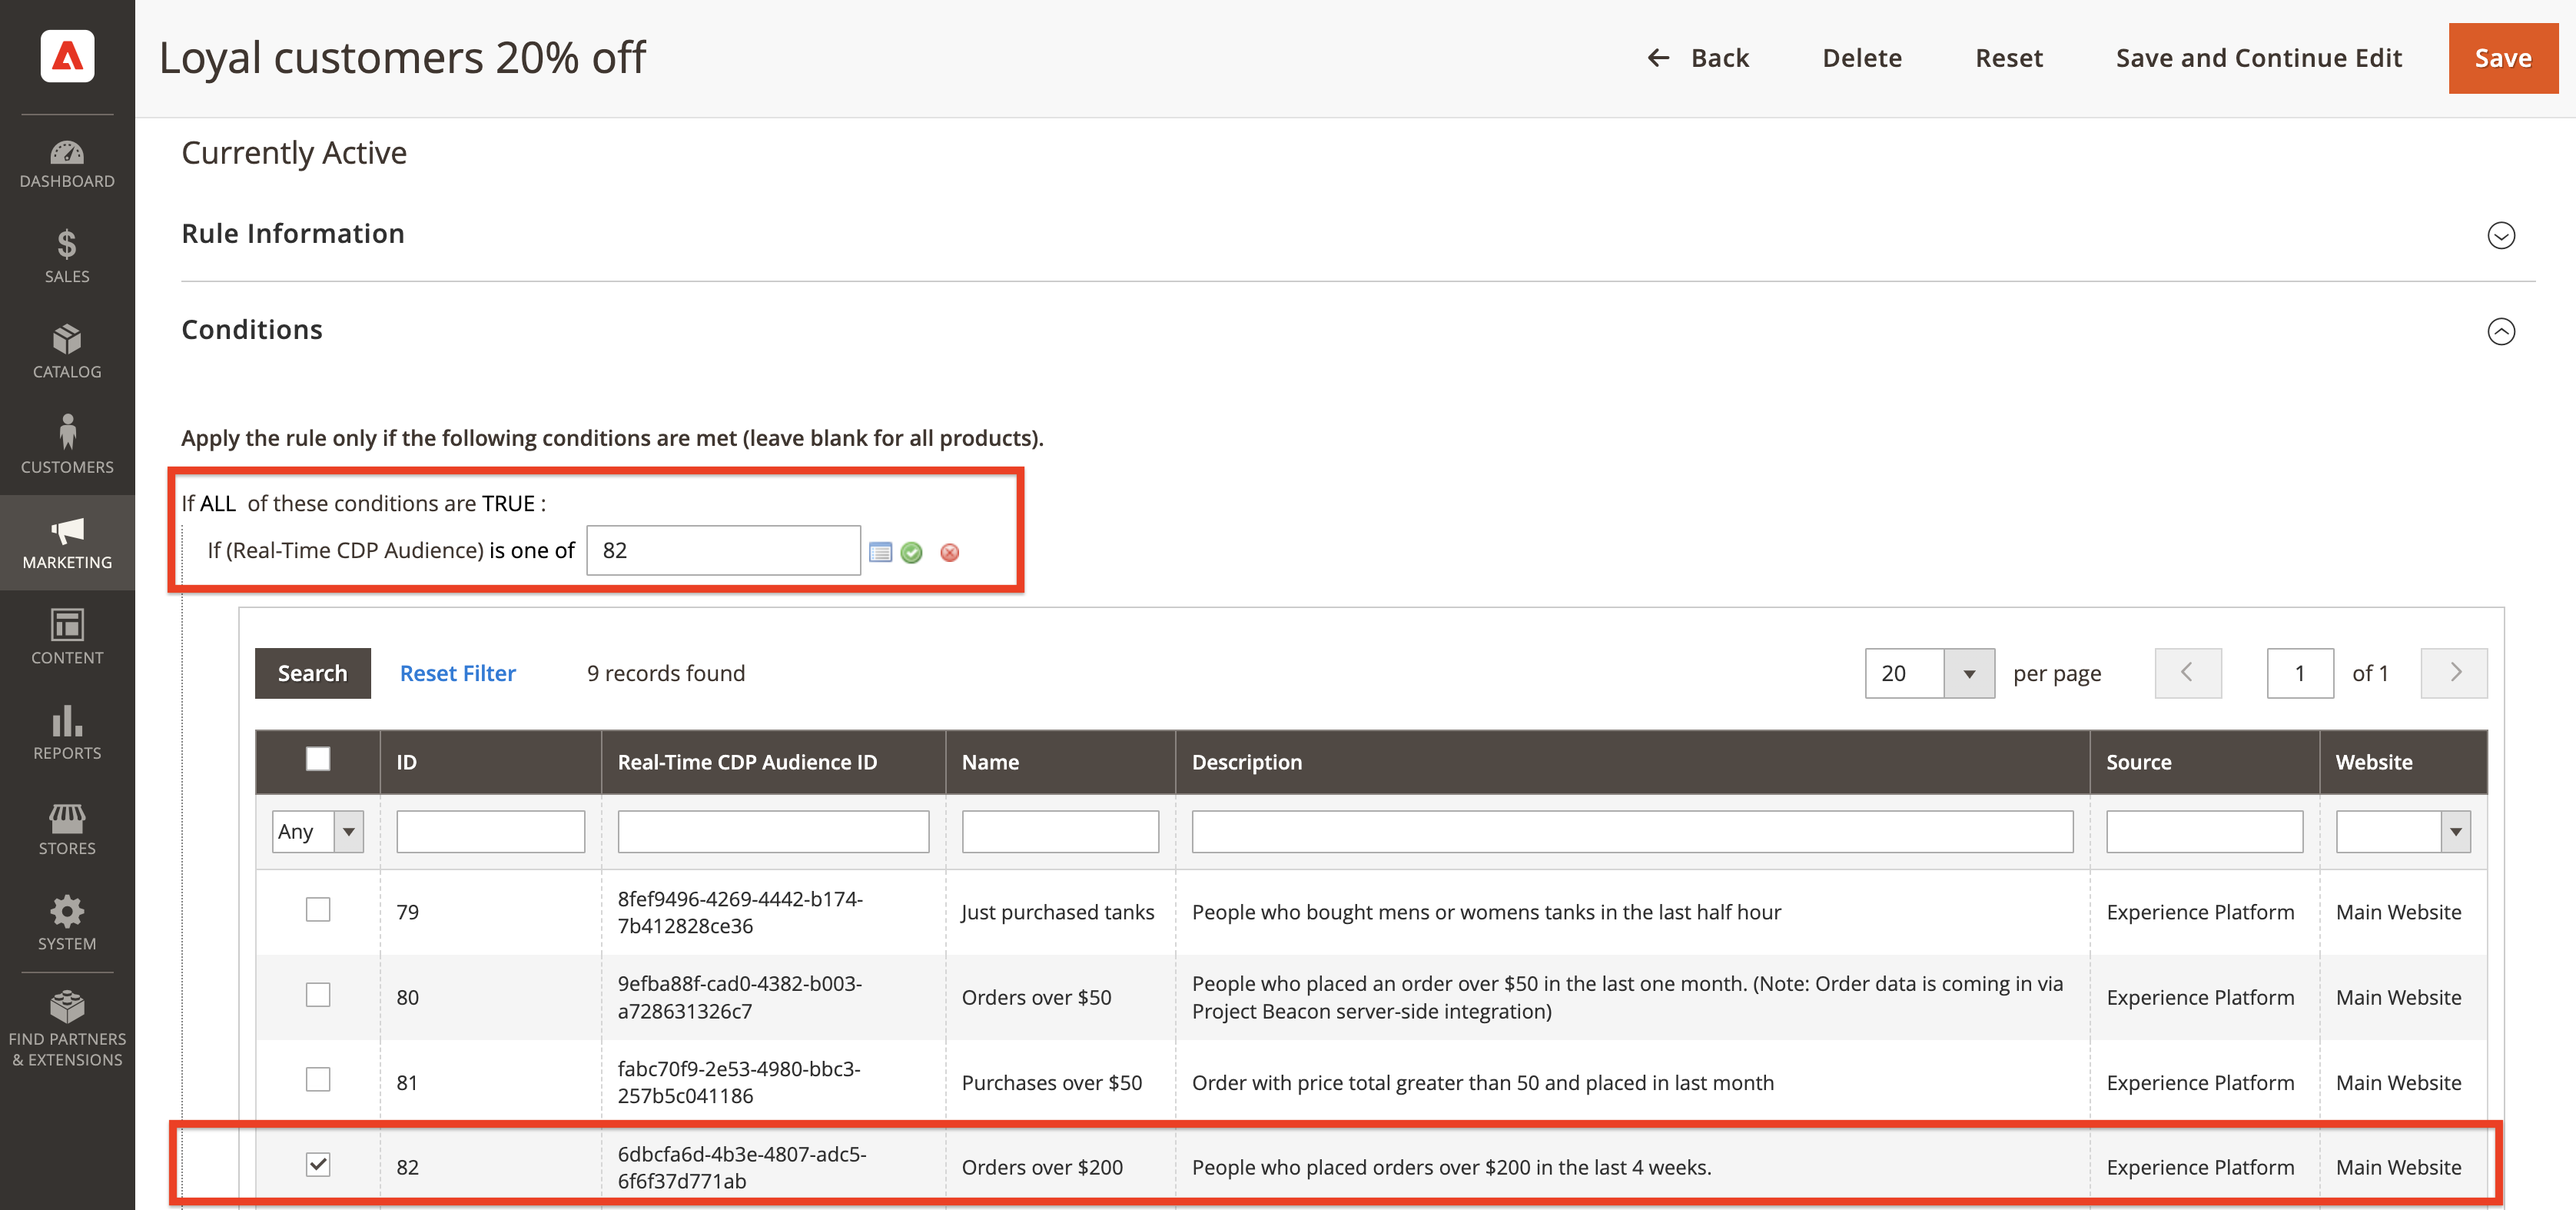 Loyal customers 20% off
Back
Delete
Reset
Save and Continue Edit
Save
DASHBOARD
SALES
CATALOG
CUSTOMERS
MARKETING
CONTENT
REPORTS
STORES
SYSTEM
FIND PARTNERS
& EXTENSIONS
Currently Active
Rule Information
Conditions
Apply the rule only if the following conditions are met (leave blank for all products).
If ALL of these conditions are TRUE :
If (Real-Time CDP Audience) is one of 82
Search Reset Filter 9 records found 20 per page 1 of 1
ID Real-Time CDP Audience ID Name Description Source Website
Any
79
8fef9496-4269-4442-b174-
7b412828ce36
Just purchased tanks
People who bought mens or womens tanks in the last half hour
Experience Platform
Main Website
80
9efba88f-cad0-4382-b003-
a728631326c7
Orders over $50
People who placed an order over $50 in the last one month. (Note: Order data is coming in via
Project Beacon server-side integration)
Experience Platform
Main Website
81
fabc70f9-2e53-4980-bbc3-
257b5c041186
Purchases over $50
Order with price total greater than 50 and placed in last month
Experience Platform
Main Website
82
6dbcfa6d-4b3e-4807-adc5-
6f6f37d771ab
Orders over $200
People who placed orders over $200 in the last 4 weeks.
Experience Platform
Main Website